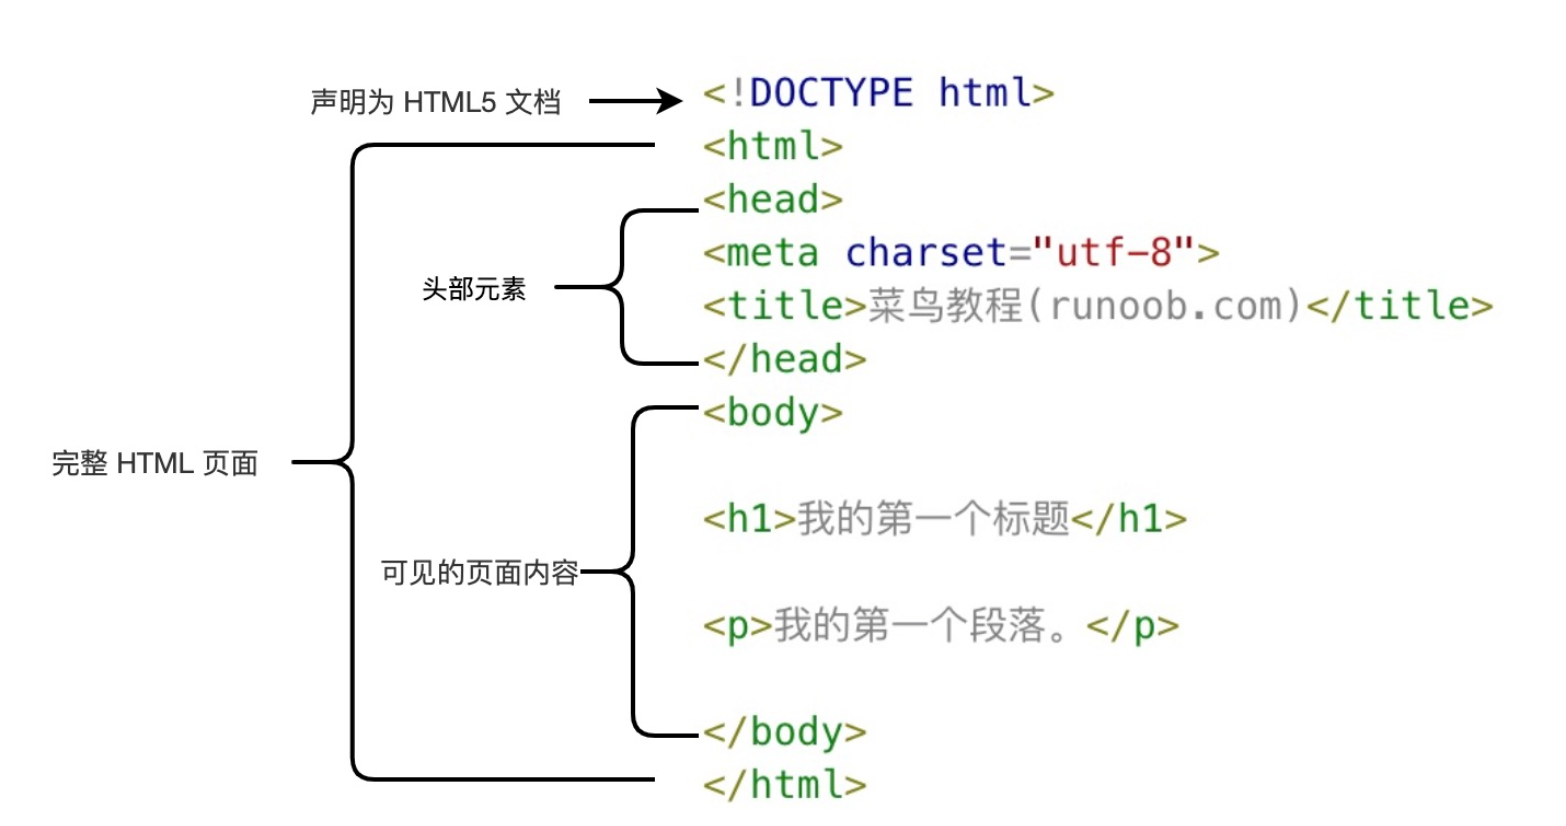 声明为 HTML5 文档
<!DOCTYPE html>
<html>
<head>
<meta charset="utf-8">
头部元素
<title>菜鸟教程(runoob.com)</title>
</head>
<body>
完整 HTML 页面
<h1>我的第一个标题</h1>
可见的页面内容
<p>我的第一个段落。</p>
</body>
</html>